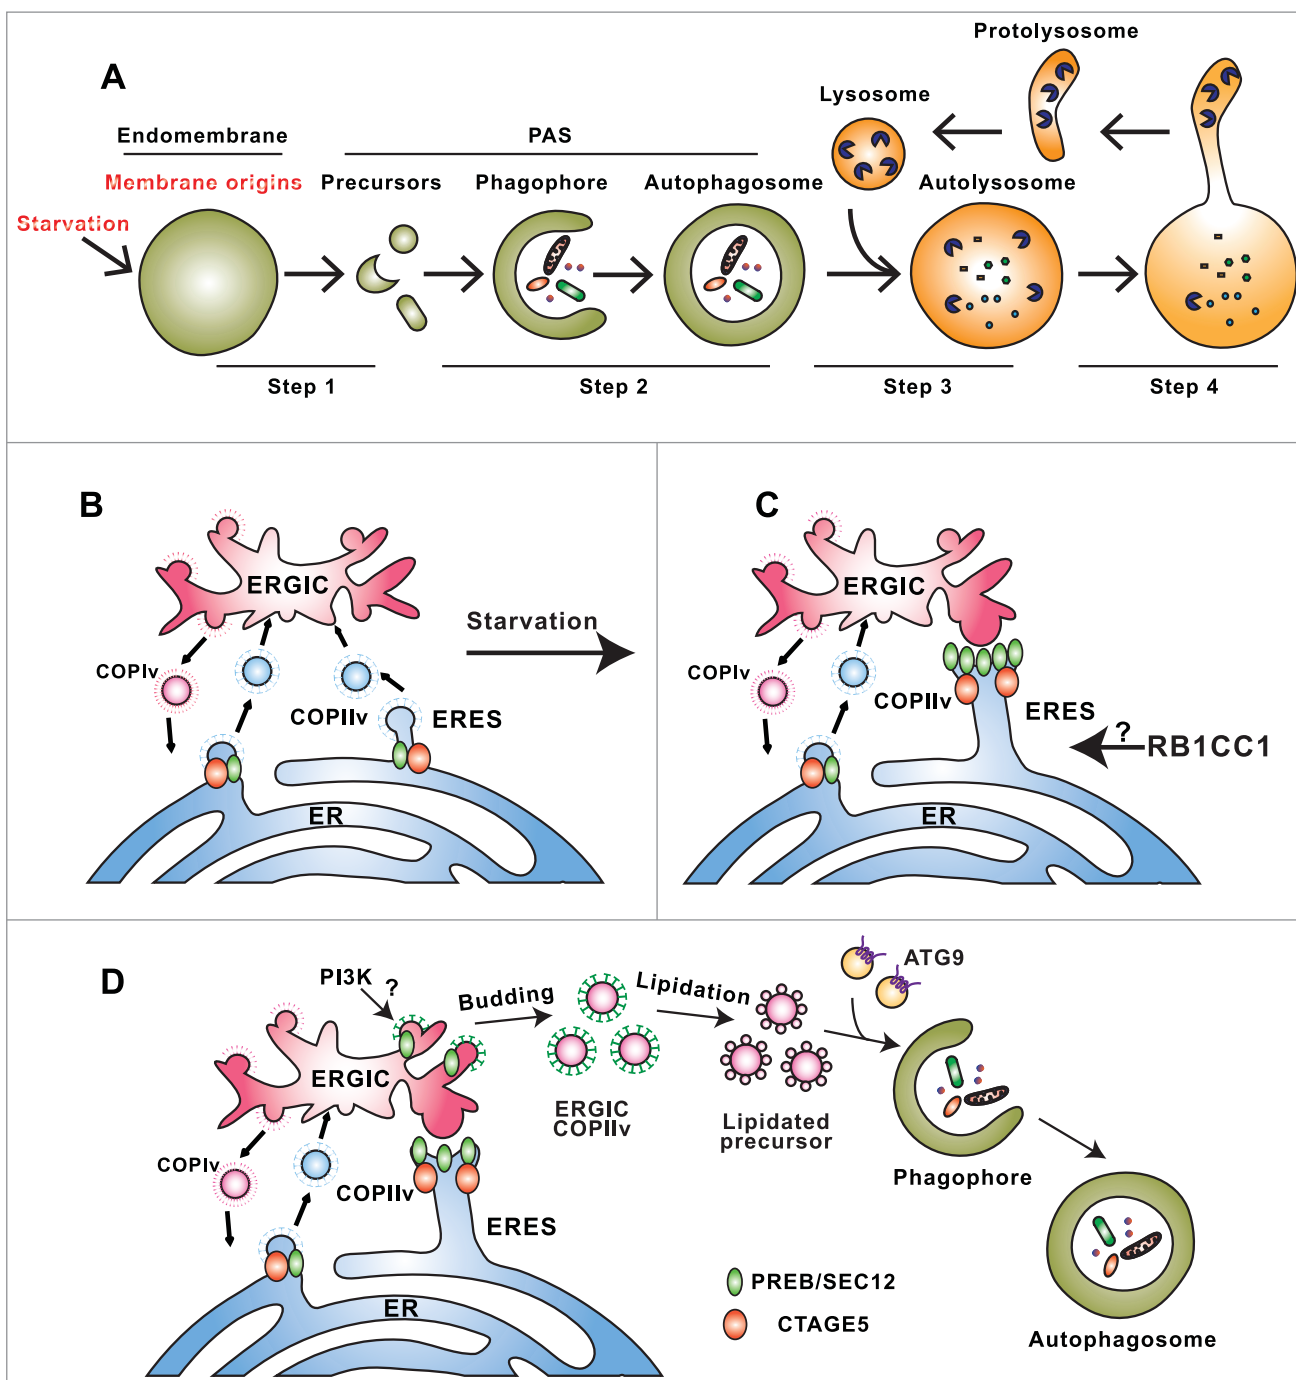 A
Endomembrane
PAS
Protolysosome
Lysosome
Membrane origins
Precursors
Phagophore
Autophagosome
Autolysosome
Starvation
Step 1
Step 2
Step 3
Step 4
B
ERGIC
COPIv
COPIIv
ERES
ER
Starvation
C
ERGIC
COPIv
COPIIv
ERES
?
RB1CC1
ER
D
PI3K
?
Budding
Lipidation
ATG9
ERGIC
ERGIC
COPIIv
Lipidated
precursor
Phagophore
COPIv
COPIIv
ERES
ER
PREB/SEC12
CTAGE5
Autophagosome